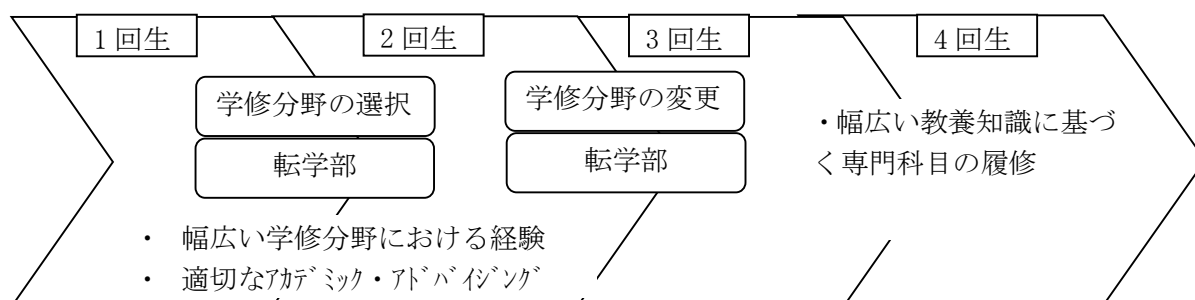 1回生
2回生
3回生
4回生
学修分野の選択
転学部
学修分野の変更
転学部
・幅広い教養知識に基づ
く専門科目の履修
・ 幅広い学修分野における経験
・ 適切なｱｶﾃﾞﾐｯｸ・ｱﾄﾞﾊﾞｲｼﾞﾝｸﾞ